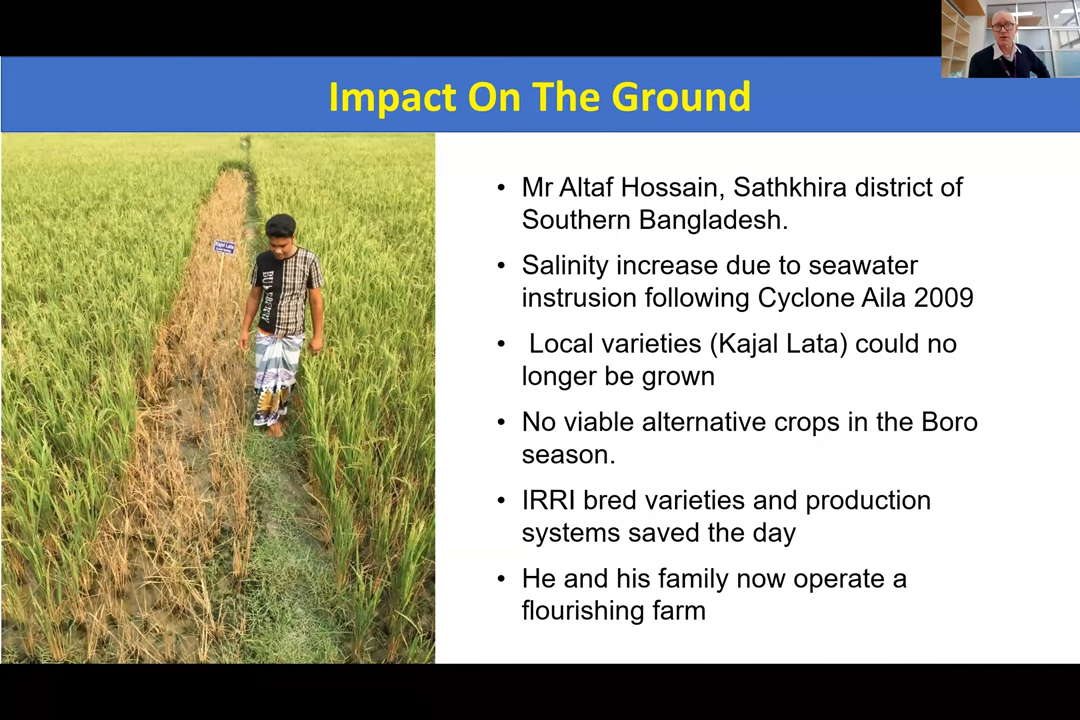 Impact On The Ground
• Mr Altaf Hossain, Sathkhira district of
Southern Bangladesh.
• Salinity increase due to seawater
instrusion following Cyclone Aila 2009
• Local varieties (Kajal Lata) could no
longer be grown
• No viable alternative crops in the Boro
season.
• IRRI bred varieties and production
systems saved the day
• He and his family now operate a
flourishing farm
Kajal Lata